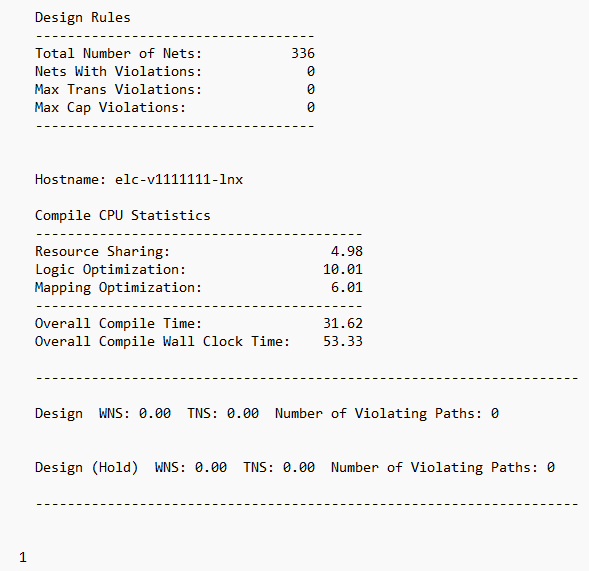 Design Rules
-----------------------------------
Total Number of Nets:           336
Nets With Violations:             0
Max Trans Violations:             0
Max Cap Violations:               0
-----------------------------------
Hostname: elc-v1111111-lnx
Compile CPU Statistics
-----------------------------------------
Resource Sharing:                    4.98
Logic Optimization:                 10.01
Mapping Optimization:                6.01
-----------------------------------------
Overall Compile Time:               31.62
Overall Compile Wall Clock Time:    53.33
--------------------------------------------------------------------
Design  WNS: 0.00  TNS: 0.00  Number of Violating Paths: 0
Design (Hold)  WNS: 0.00  TNS: 0.00  Number of Violating Paths: 0
--------------------------------------------------------------------
1